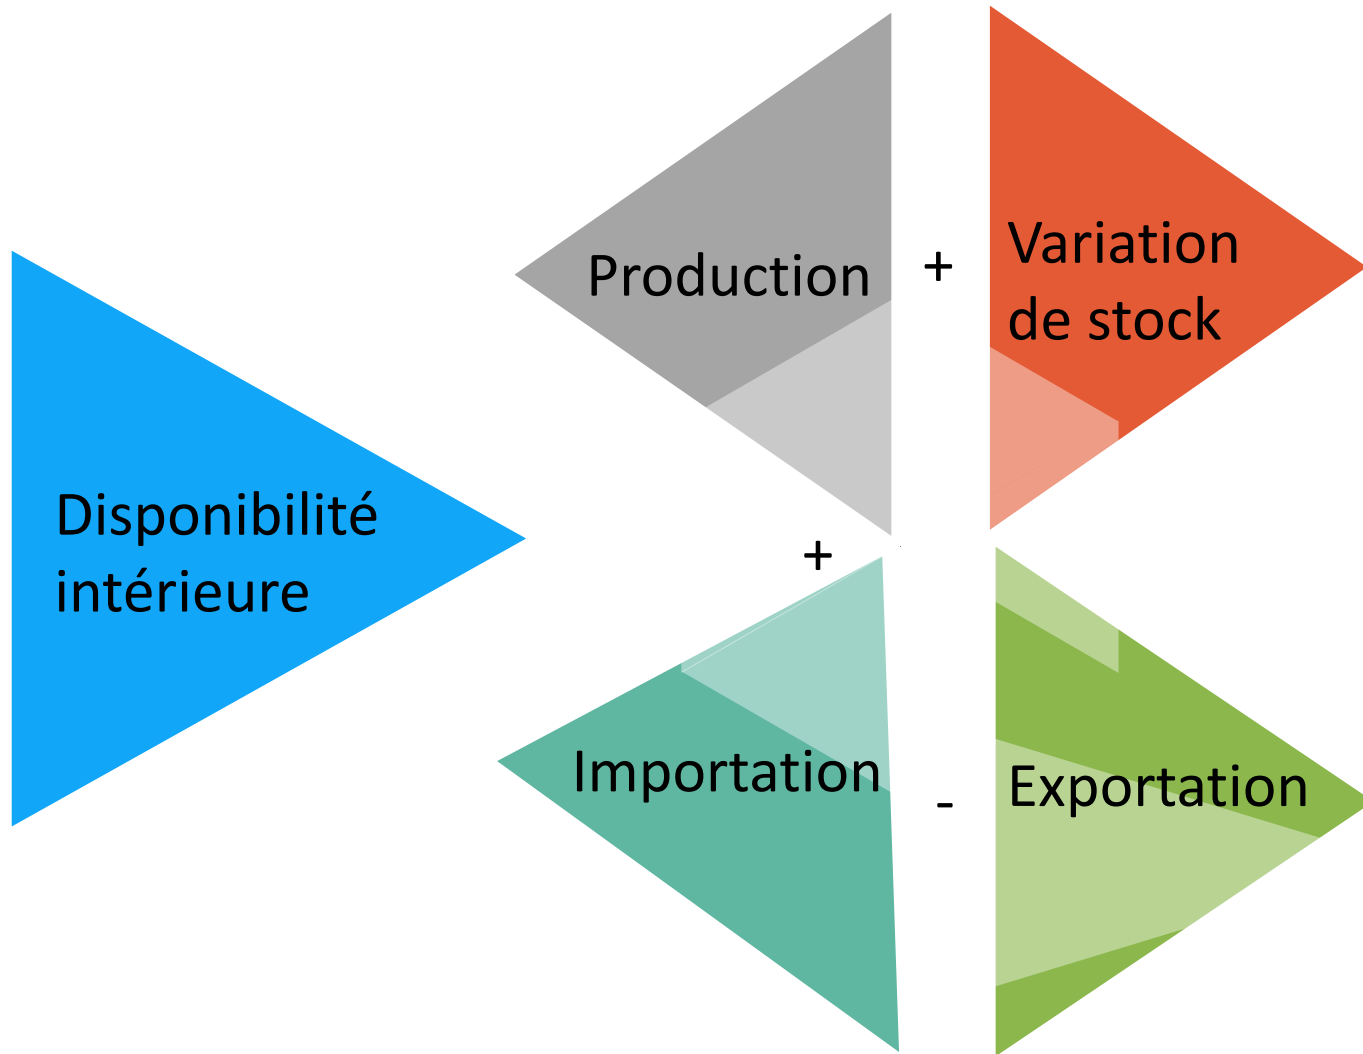 Disponibilité
intérieure
Production
+
Variation
de stock
+
Importation
-
Exportation